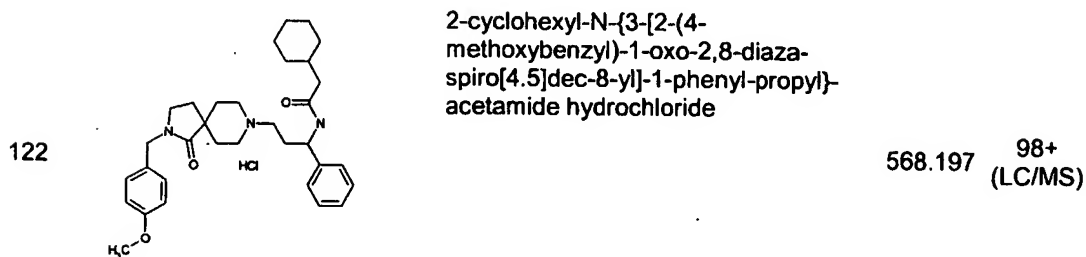 122
O
N
N
N
O
HCl
H₃C
O
2-cyclohexyl-N-{3-[2-(4-
methoxybenzyl)-1-oxo-2,8-diaza-
spiro[4.5]dec-8-yl]-1-phenyl-propyl}-
acetamide hydrochloride
568.197
98+
(LC/MS)